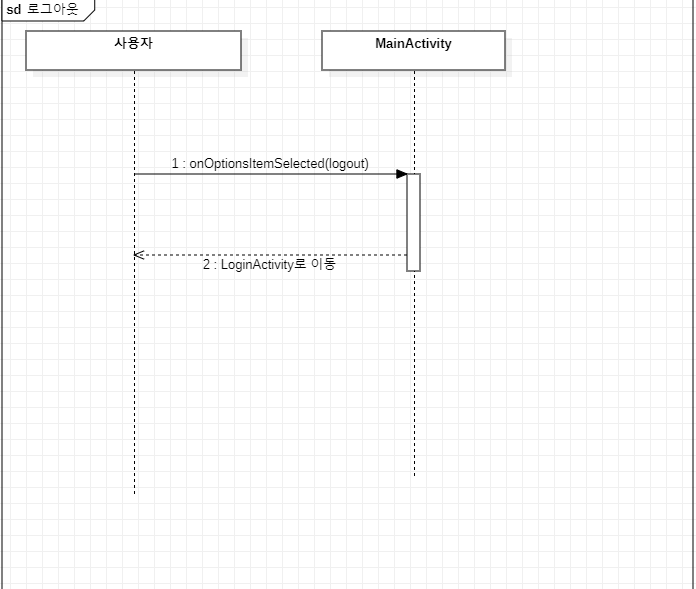 sd 로그아웃
사용자
MainActivity
1 : onOptionsItemSelected(logout)
2 : LoginActivity로 이동